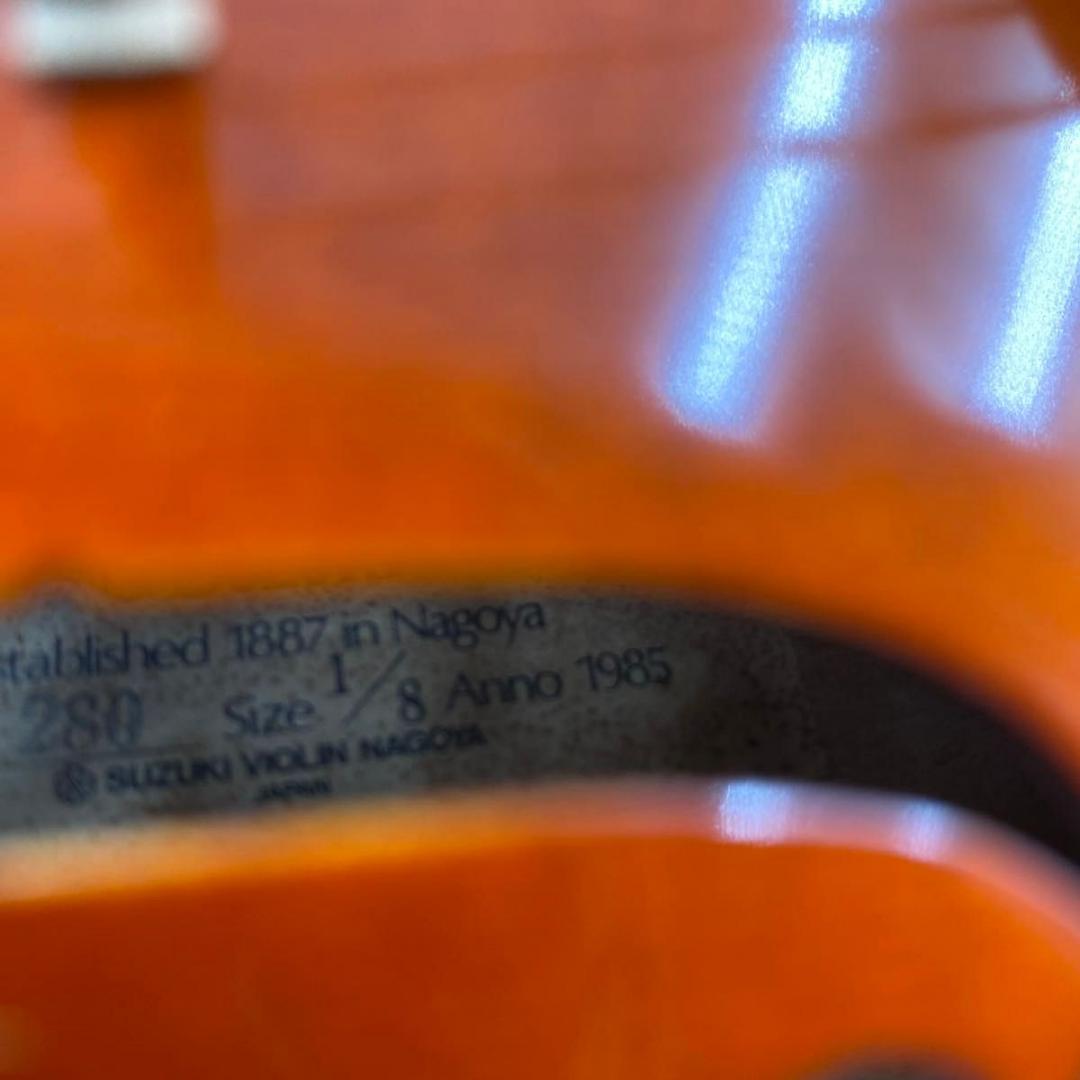 stablished 1887 in Nagoya
280 Size 1/8 Anno 1985
SUZUKI VIOLIN NAGOYA
JAPAN